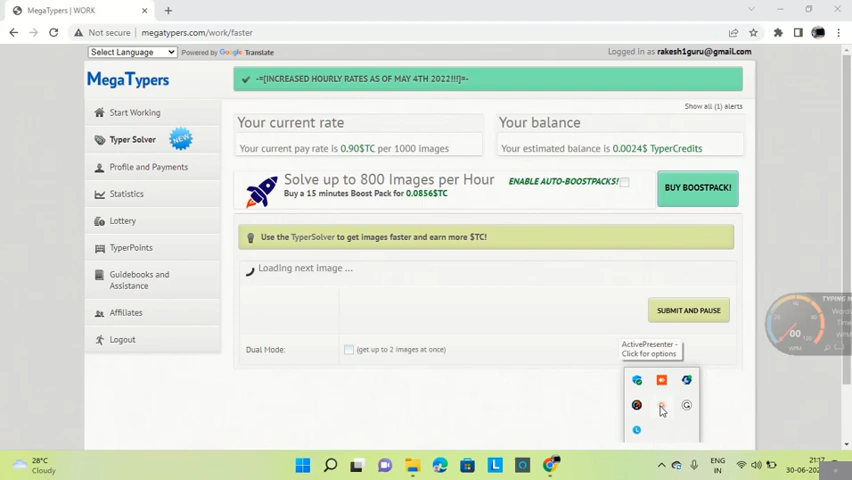 MegaTypers | WORK
Not secure
megatypers.com/work/faster
Select Language
Powered by Google Translate
Logged in as rakesh1guru@gmail.com
MegaTypers
-=[INCREASED HOURLY RATES AS OF MAY 4TH 2022!!!]=-
Show all (1) alerts
Start Working
Typer Solver
NEW
Profile and Payments
Statistics
Lottery
TyperPoints
Guidebooks and
Assistance
Affiliates
Logout
Your current rate
Your current pay rate is 0.90$TC per 1000 images
Your balance
Your estimated balance is 0.0024$ TyperCredits
Solve up to 800 Images per Hour
Buy a 15 minutes Boost Pack for 0.0856$TC
ENABLE AUTO-BOOSTPACKS!
BUY BOOSTPACK!
Use the TyperSolver to get images faster and earn more $TC!
Loading next image ...
SUBMIT AND PAUSE
Dual Mode:
(get up to 2 images at once)
ActivePresenter -
Click for options
TYPING M
Words
Time
WPM
00
WPM
28°C
Cloudy
ENG
IN
21:17
30-06-2022